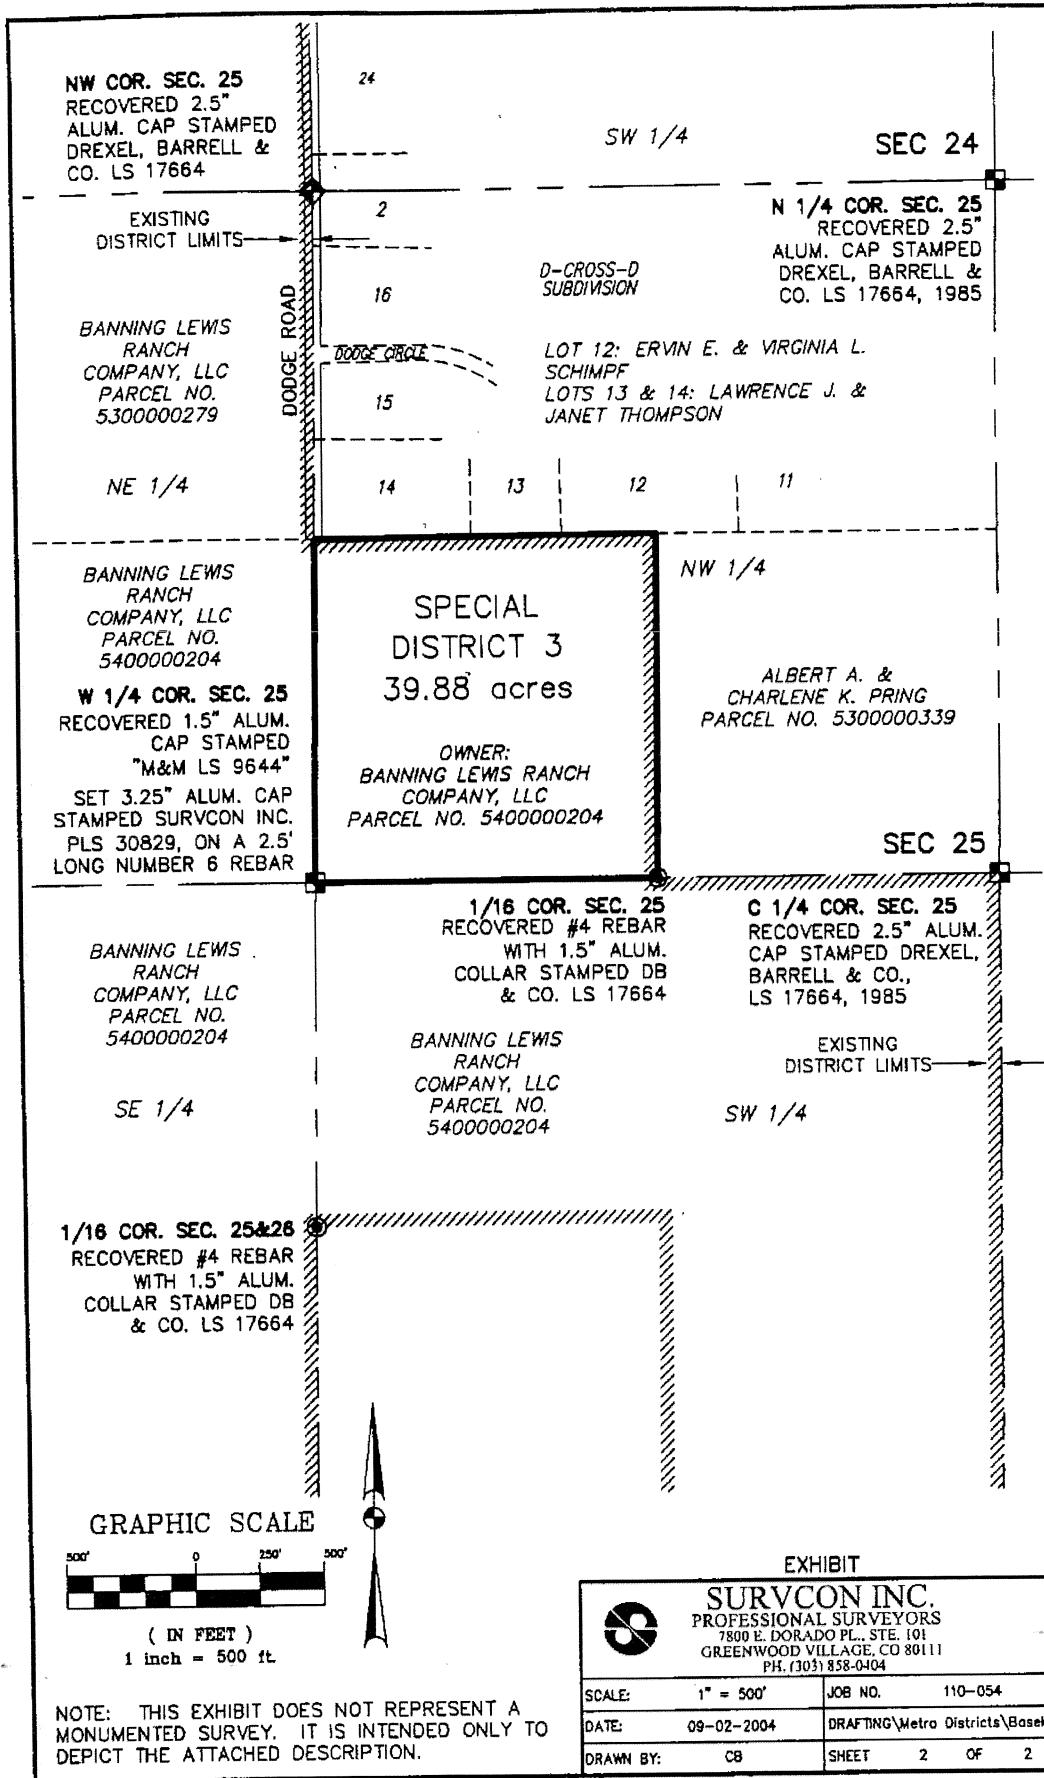 NW COR. SEC. 25
RECOVERED 2.5"
ALUM. CAP STAMPED
DREXEL, BARRELL &
CO. LS 17664
24
SW 1/4
SEC 24
EXISTING
DISTRICT LIMITS
2
N 1/4 COR. SEC. 25
RECOVERED 2.5"
ALUM. CAP STAMPED
DREXEL, BARRELL &
CO. LS 17664, 1985
D-CROSS-D
SUBDIVISION
16
DODGE ROAD
BANNING LEWIS
RANCH
COMPANY, LLC
PARCEL NO.
5300000279
DODGE CIRCLE
LOT 12: ERVIN E. & VIRGINIA L.
SCHIMPF
LOTS 13 & 14: LAWRENCE J. &
JANET THOMPSON
15
NE 1/4
14
13
12
11
BANNING LEWIS
RANCH
COMPANY, LLC
PARCEL NO.
5400000204
SPECIAL
DISTRICT 3
39.88 acres
NW 1/4
W 1/4 COR. SEC. 25
RECOVERED 1.5" ALUM.
CAP STAMPED
"M&M LS 9644"
SET 3.25" ALUM. CAP
STAMPED SURVCON INC.
PLS 30829, ON A 2.5'
LONG NUMBER 6 REBAR
OWNER:
BANNING LEWIS RANCH
COMPANY, LLC
PARCEL NO. 5400000204
ALBERT A. &
CHARLENE K. PRING
PARCEL NO. 5300000339
SEC 25
1/16 COR. SEC. 25
RECOVERED #4 REBAR
WITH 1.5" ALUM.
COLLAR STAMPED DB
& CO. LS 17664
C 1/4 COR. SEC. 25
RECOVERED 2.5" ALUM.
CAP STAMPED DREXEL,
BARRELL & CO.,
LS 17664, 1985
BANNING LEWIS
RANCH
COMPANY, LLC
PARCEL NO.
5400000204
BANNING LEWIS
RANCH
COMPANY, LLC
PARCEL NO.
5400000204
EXISTING
DISTRICT LIMITS
SE 1/4
SW 1/4
1/16 COR. SEC. 25&26
RECOVERED #4 REBAR
WITH 1.5" ALUM.
COLLAR STAMPED DB
& CO. LS 17664
GRAPHIC SCALE
500' 0 250' 500'
( IN FEET )
1 inch = 500 ft.
NOTE: THIS EXHIBIT DOES NOT REPRESENT A
MONUMENTED SURVEY. IT IS INTENDED ONLY TO
DEPICT THE ATTACHED DESCRIPTION.
EXHIBIT
SURVCON INC.
PROFESSIONAL SURVEYORS
7800 E. DORADO PL., STE. 101
GREENWOOD VILLAGE, CO 80111
PH. (303) 858-0404
SCALE: 1" = 500' JOB NO. 110-054
DATE: 09-02-2004 DRAFTING\Metro Districts\Base
DRAWN BY: CB SHEET 2 OF 2